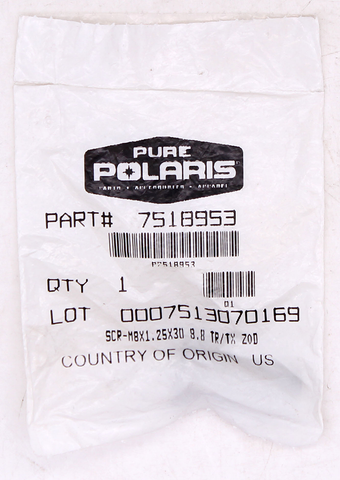 PURE
POLARIS
PARTS • ACCESSORIES • APPAREL
PART# 7518953
P7518953
QTY 1
01
LOT 0007513070169
SCR-M8X1.25X30 8.8 TR/TX ZOD
COUNTRY OF ORIGIN US